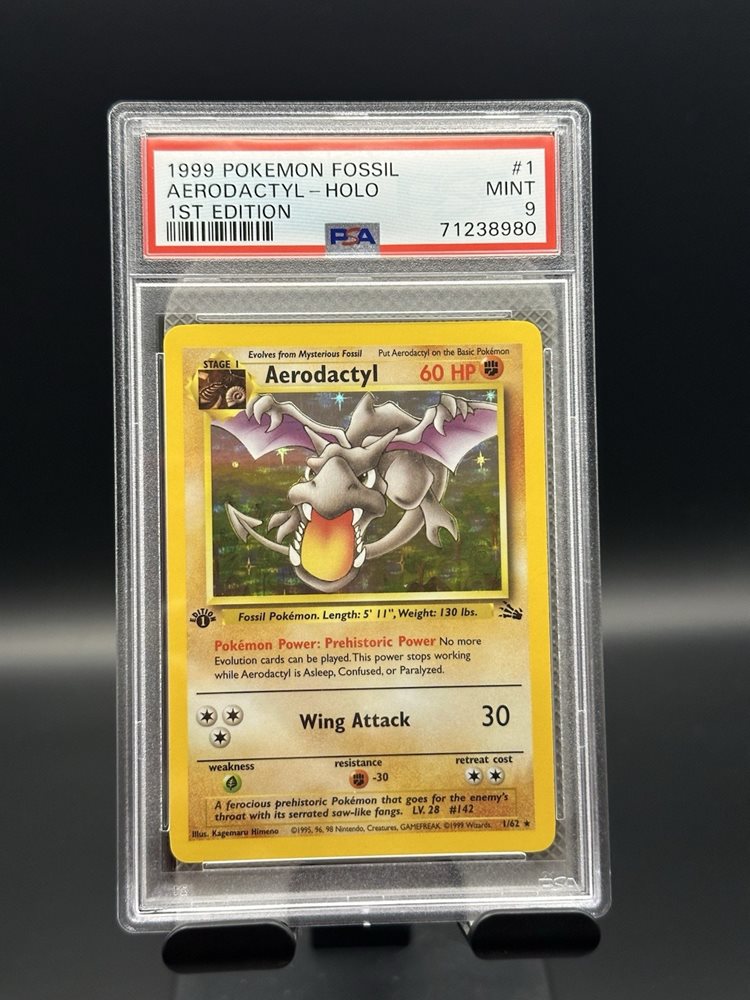 1999 POKEMON FOSSIL #1
AERODACTYL - HOLO MINT
1ST EDITION 9
PSA 71238980
Evolves from Mysterious Fossil Put Aerodactyl on the Basic Pokémon
STAGE 1
Aerodactyl 60 HP
EDITION
1
Fossil Pokémon. Length: 5' 11", Weight: 130 lbs.
Pokémon Power: Prehistoric Power No more
Evolution cards can be played. This power stops working
while Aerodactyl is Asleep, Confused, or Paralyzed.
Wing Attack 30
weakness resistance retreat cost
-30
A ferocious prehistoric Pokémon that goes for the enemy's
throat with its serrated saw-like fangs. LV. 28 #142
Illus. Kagemaru Himeno ©1995, 96, 98 Nintendo, Creatures, GAMEFREAK. ©1999 Wizards. 1/62 ★